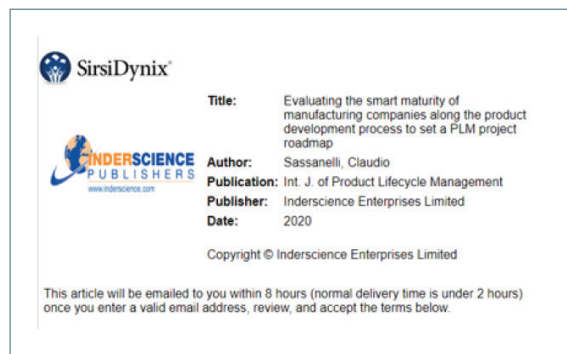 SirsiDynix®
INDERSCIENCE
PUBLISHERS
www.inderscience.com
Title: Evaluating the smart maturity of
manufacturing companies along the product
development process to set a PLM project
roadmap
Author: Sassanelli, Claudio
Publication: Int. J. of Product Lifecycle Management
Publisher: Inderscience Enterprises Limited
Date: 2020
Copyright © Inderscience Enterprises Limited
This article will be emailed to you within 8 hours (normal delivery time is under 2 hours)
once you enter a valid email address, review, and accept the terms below.